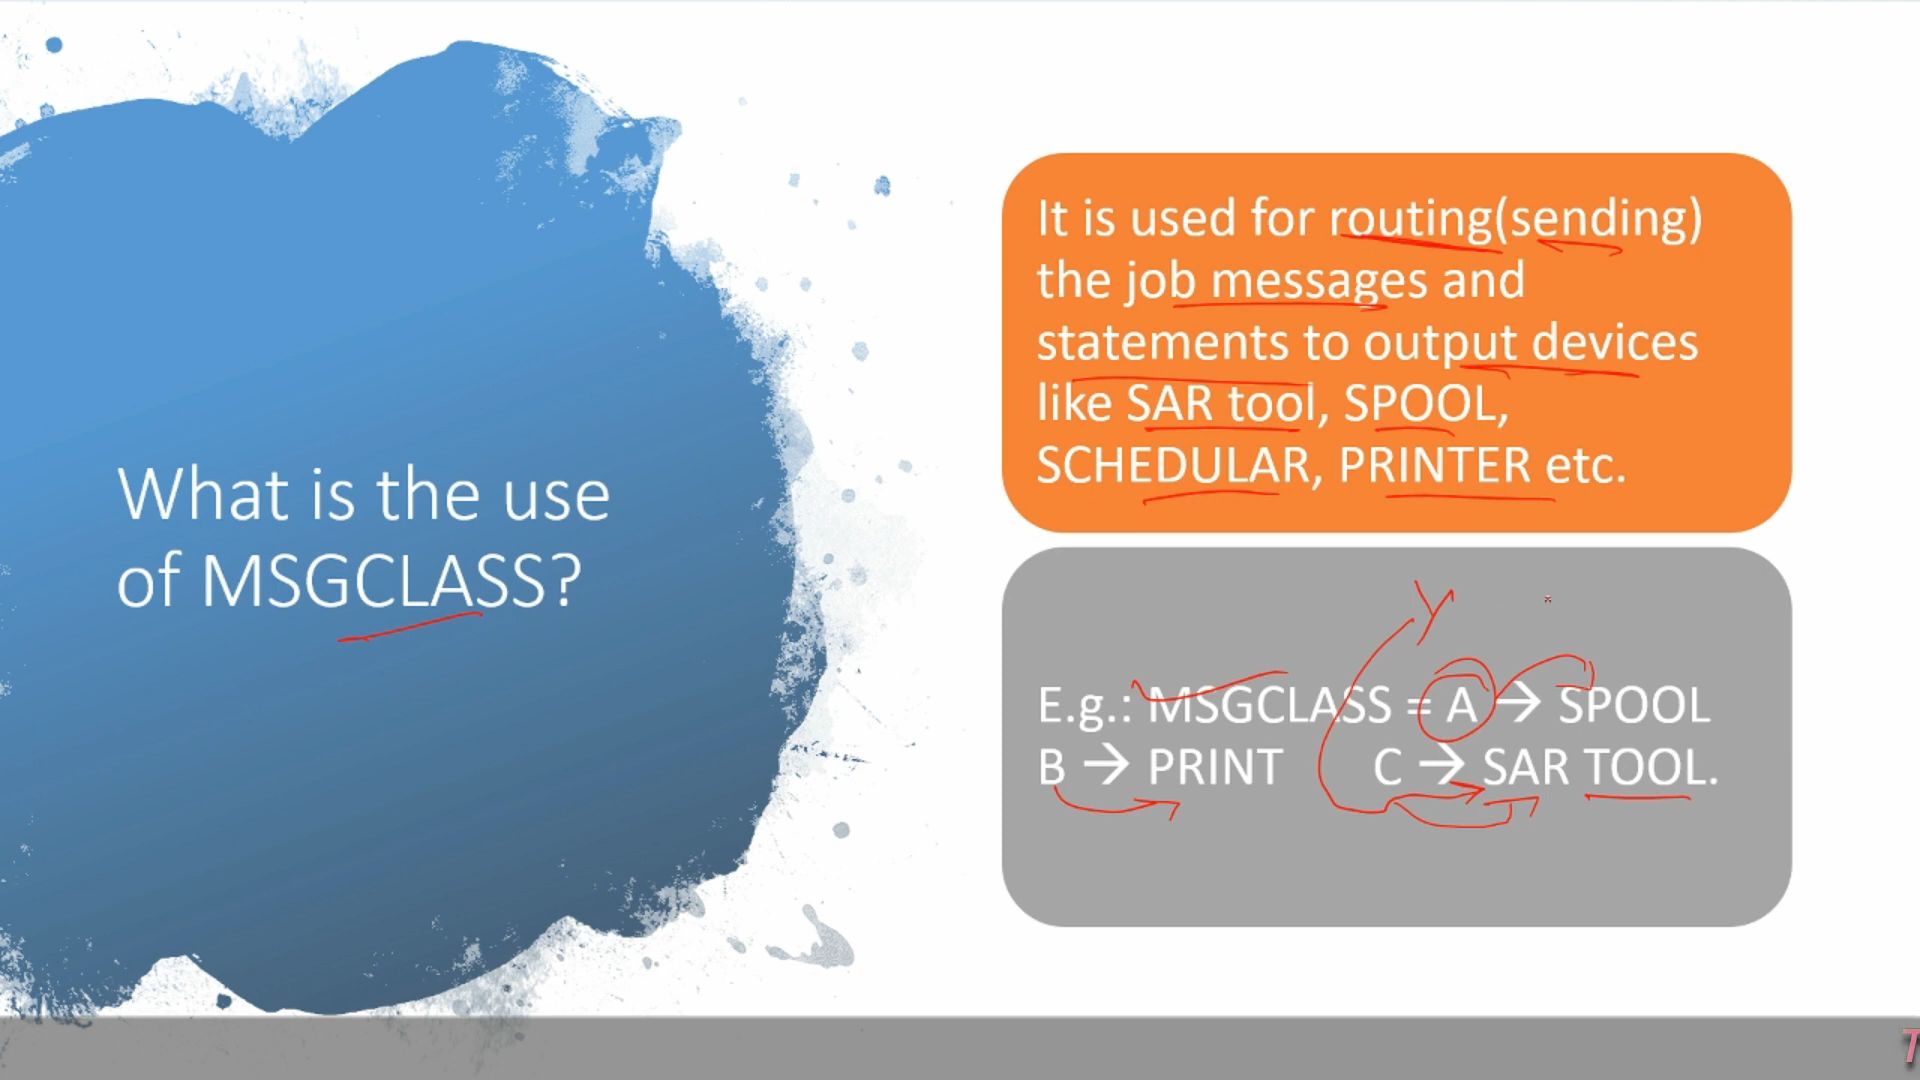 What is the use
of MSGCLASS?
It is used for routing(sending)
the job messages and
statements to output devices
like SAR tool, SPOOL,
SCHEDULAR, PRINTER etc.
Y
E.g.: MSGCLASS = A → SPOOL
B → PRINT C → SAR TOOL.
T